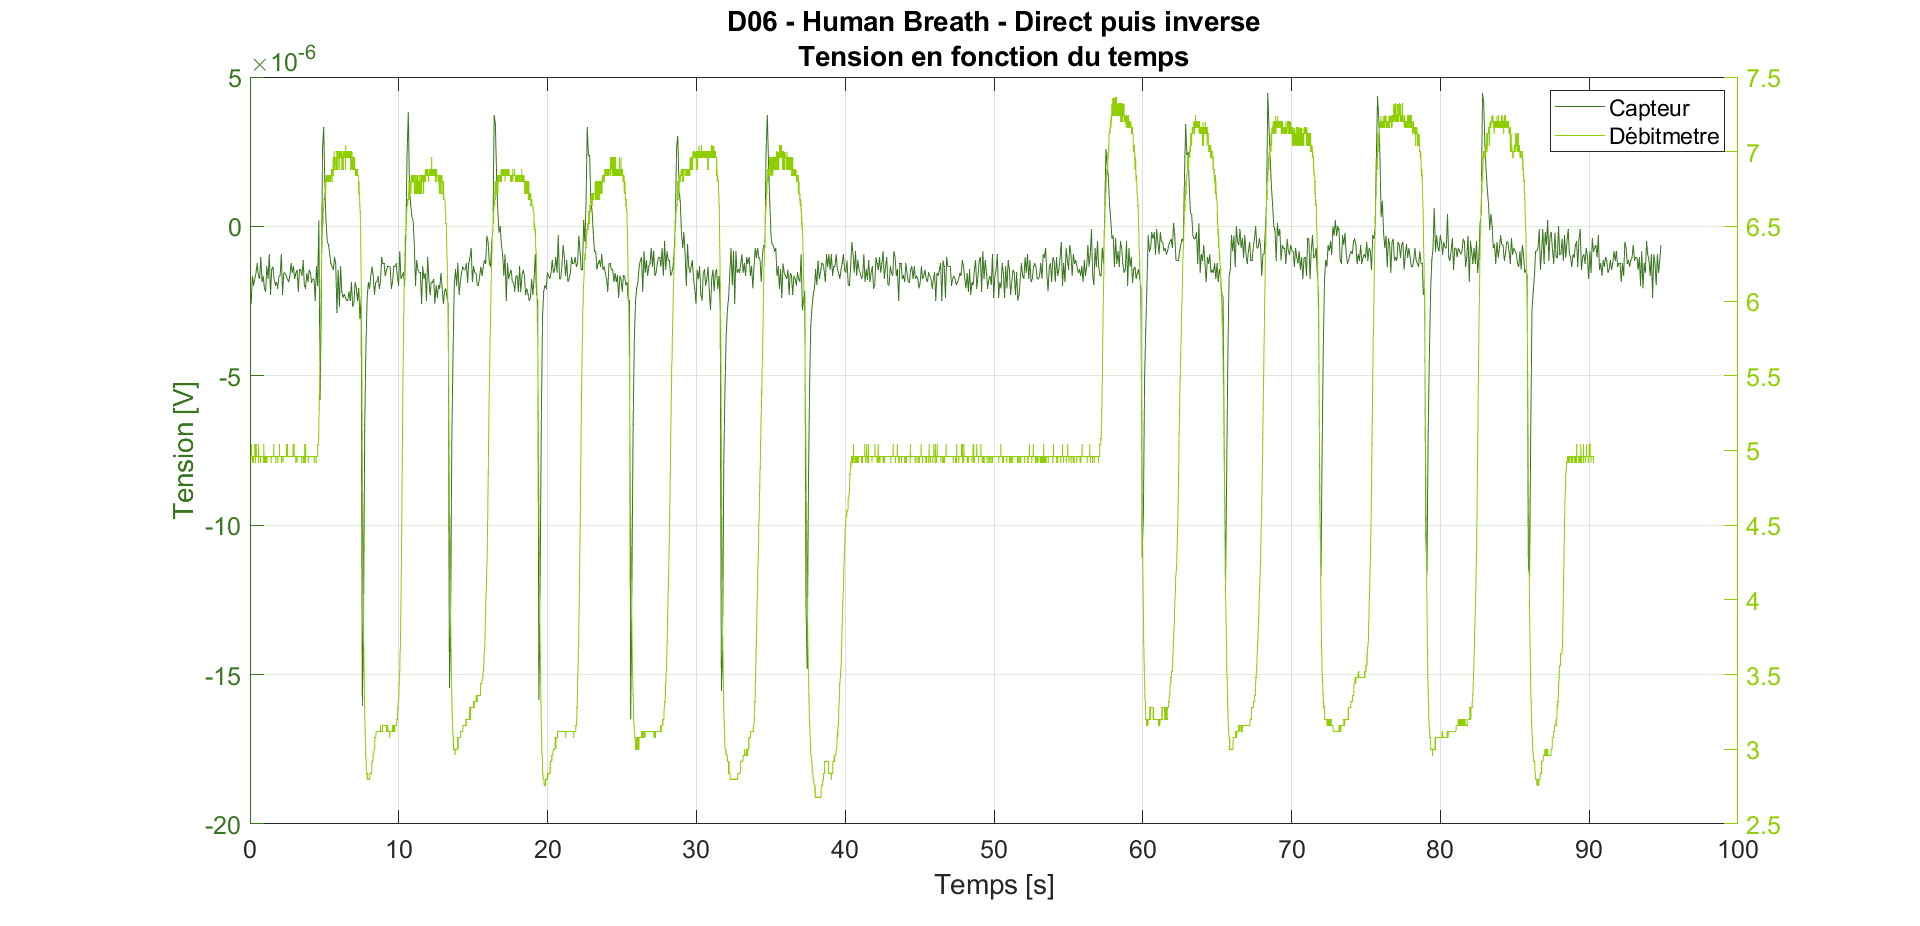 D06 - Human Breath - Direct puis inverse
Tension en fonction du temps
×10⁻⁶
5
0
-5
-10
-15
-20
Tension [V]
7.5
7
6.5
6
5.5
5
4.5
4
3.5
3
2.5
Capteur
Débitmetre
0 10 20 30 40 50 60 70 80 90 100
Temps [s]